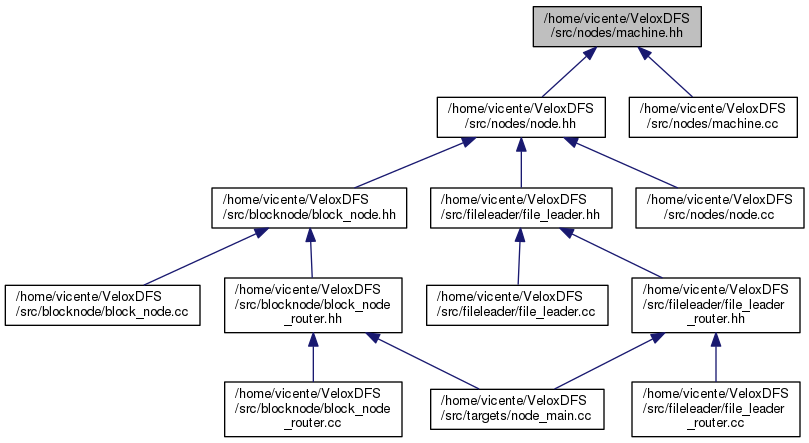 /home/vicente/VeloxDFS
/src/nodes/machine.hh
/home/vicente/VeloxDFS
/src/nodes/node.hh
/home/vicente/VeloxDFS
/src/nodes/machine.cc
/home/vicente/VeloxDFS
/src/blocknode/block_node.hh
/home/vicente/VeloxDFS
/src/fileleader/file_leader.hh
/home/vicente/VeloxDFS
/src/nodes/node.cc
/home/vicente/VeloxDFS
/src/blocknode/block_node.cc
/home/vicente/VeloxDFS
/src/blocknode/block_node
_router.hh
/home/vicente/VeloxDFS
/src/fileleader/file_leader.cc
/home/vicente/VeloxDFS
/src/fileleader/file_leader
_router.hh
/home/vicente/VeloxDFS
/src/blocknode/block_node
_router.cc
/home/vicente/VeloxDFS
/src/targets/node_main.cc
/home/vicente/VeloxDFS
/src/fileleader/file_leader
_router.cc